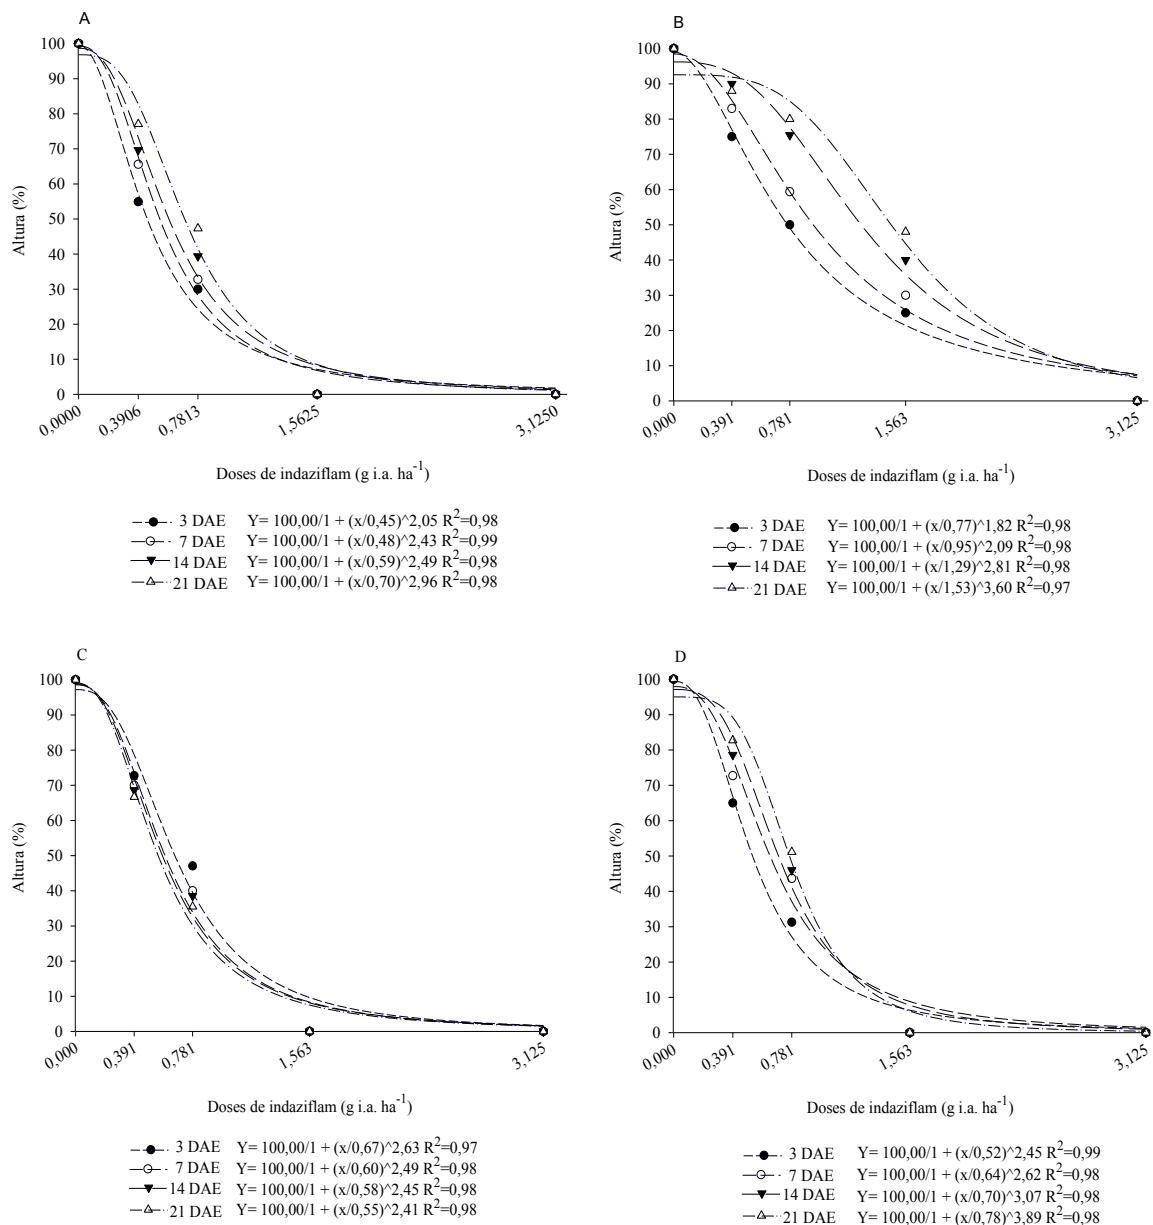 A
100
90
80
70
60
50
40
30
20
10
0
Altura (%)
0,0000
0,3906
0,7813
1,5625
3,1250
Doses de indaziflam (g i.a. ha⁻¹)
3 DAE Y= 100,00/1 + (x/0,45)^2,05 R²=0,98
7 DAE Y= 100,00/1 + (x/0,48)^2,43 R²=0,99
14 DAE Y= 100,00/1 + (x/0,59)^2,49 R²=0,98
21 DAE Y= 100,00/1 + (x/0,70)^2,96 R²=0,98
B
100
90
80
70
60
50
40
30
20
10
0
Altura (%)
0,000
0,391
0,781
1,563
3,125
Doses de indaziflam (g i.a. ha⁻¹)
3 DAE Y= 100,00/1 + (x/0,77)^1,82 R²=0,98
7 DAE Y= 100,00/1 + (x/0,95)^2,09 R²=0,98
14 DAE Y= 100,00/1 + (x/1,29)^2,81 R²=0,98
21 DAE Y= 100,00/1 + (x/1,53)^3,60 R²=0,97
C
100
90
80
70
60
50
40
30
20
10
0
Altura (%)
0,000
0,391
0,781
1,563
3,125
Doses de indaziflam (g i.a. ha⁻¹)
3 DAE Y= 100,00/1 + (x/0,67)^2,63 R²=0,97
7 DAE Y= 100,00/1 + (x/0,60)^2,49 R²=0,98
14 DAE Y= 100,00/1 + (x/0,58)^2,45 R²=0,98
21 DAE Y= 100,00/1 + (x/0,55)^2,41 R²=0,98
D
100
90
80
70
60
50
40
30
20
10
0
Altura (%)
0,000
0,391
0,781
1,563
3,125
Doses de indaziflam (g i.a. ha⁻¹)
3 DAE Y= 100,00/1 + (x/0,52)^2,45 R²=0,99
7 DAE Y= 100,00/1 + (x/0,64)^2,62 R²=0,98
14 DAE Y= 100,00/1 + (x/0,70)^3,07 R²=0,98
21 DAE Y= 100,00/1 + (x/0,78)^3,89 R²=0,98